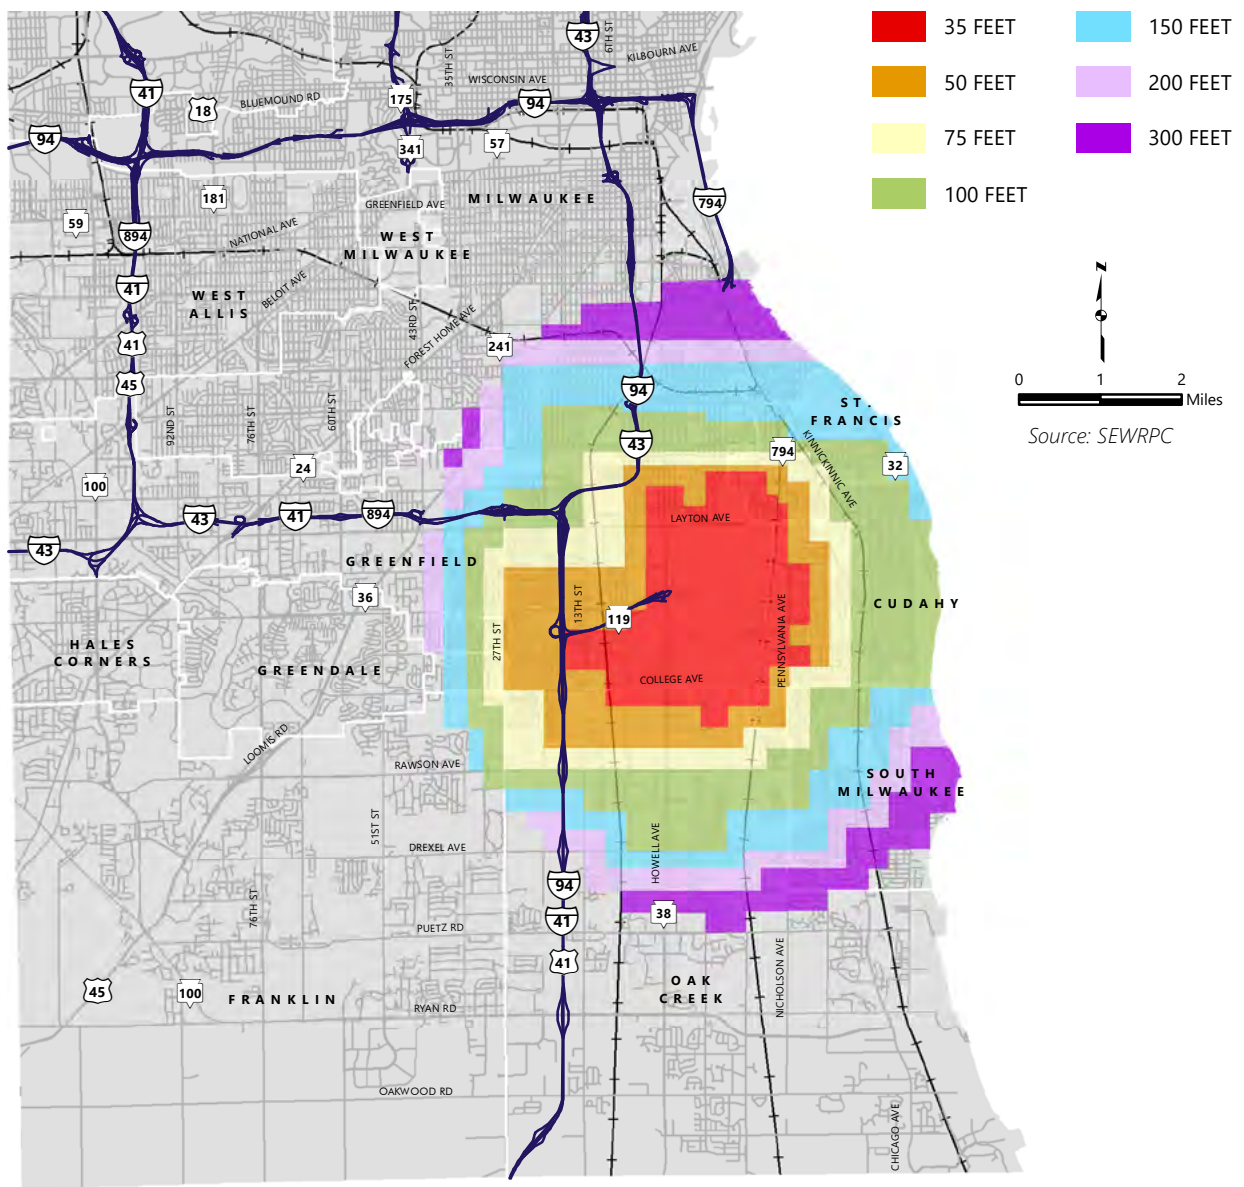 35 FEET
50 FEET
75 FEET
100 FEET
150 FEET
200 FEET
300 FEET
N
0 1 2 Miles
Source: SEWRPC
43
6TH ST
KILBOURN AVE
35TH ST
WISCONSIN AVE
41
18
BLUEMOUND RD
175
94
94
341
57
181
GREENFIELD AVE
MILWAUKEE
794
59
894
NATIONAL AVE
WEST
MILWAUKEE
41
WEST
ALLIS
BELOIT AVE
43RD ST
FOREST HOME AVE
41
241
45
94
92ND ST
76TH ST
60TH ST
ST.
FRANCIS
43
794
KINNICKINNIC AVE
32
24
100
43
41
894
LAYTON AVE
43
GREENFIELD
36
13TH ST
119
PENNSYLVANIA AVE
CUDAHY
HALES
CORNERS
27TH ST
GREENDALE
COLLEGE AVE
LOOMIS RD
RAWSON AVE
SOUTH
MILWAUKEE
51ST ST
DREXEL AVE
HOWELL AVE
94
76TH ST
41
38
PUETZ RD
41
NICHOLSON AVE
45
100
FRANKLIN
OAK
CREEK
RYAN RD
OAKWOOD RD
CHICAGO AVE